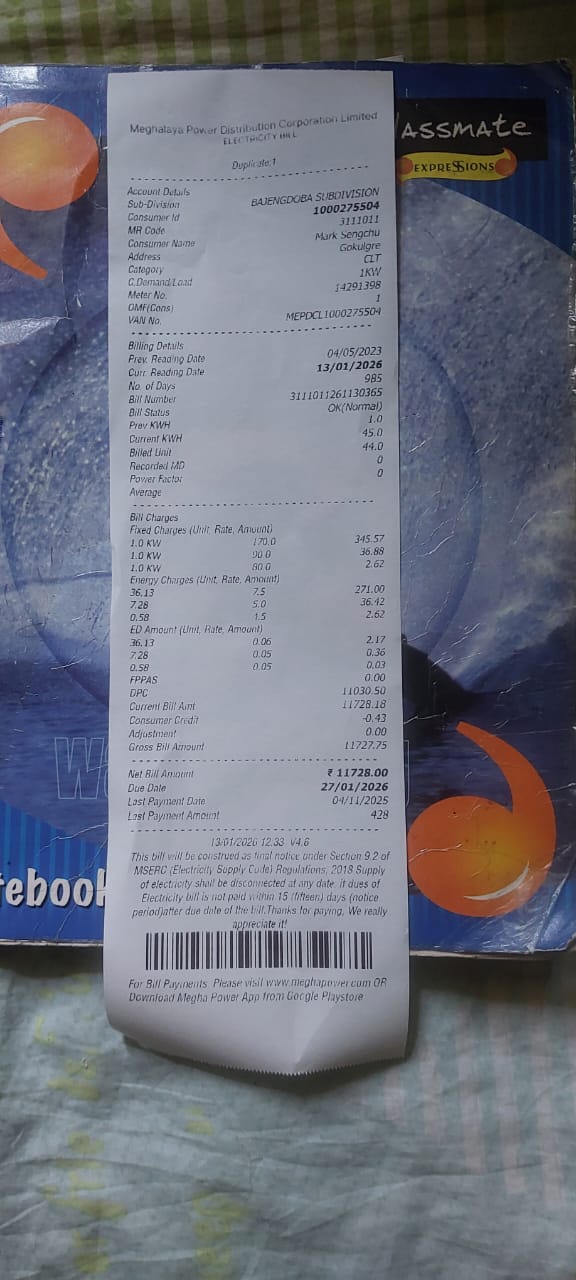 Meghalaya Power Distribution Corporation Limited
ELECTRICITY BILL
Duplicate:1
Account Details
Sub-Division BAJENGDOBA SUBDIVISION
Consumer Id 1000275504
MR Code 3111011
Consumer Name Mark Sengchu
Address Gokulgre
Category CLT
C.Demand/Load 1KW
Meter No. 14291398
OMF(Cons) 1
VAN No. MEPDCL1000275504
Billing Details
Prev. Reading Date 04/05/2023
Curr. Reading Date 13/01/2026
No. of Days 985
Bill Number 3111011261130365
Bill Status OK(Normal)
Prev KWH 1.0
Current KWH 45.0
Billed Unit 44.0
Recorded MD 0
Power Factor 0
Average
Bill Charges
Fixed Charges (Unit, Rate, Amount)
1.0 KW 170.0 345.57
1.0 KW 90.0 36.88
1.0 KW 80.0 2.62
Energy Charges (Unit, Rate, Amount)
36.13 7.5 271.00
7.28 5.0 36.42
0.58 4.5 2.62
ED Amount (Unit, Rate, Amount)
36.13 0.06 2.17
7.28 0.05 0.36
0.58 0.05 0.03
FPPAS 0.00
DPC 11030.50
Current Bill Amt 11728.18
Consumer Credit -0.43
Adjustment 0.00
Gross Bill Amount 11727.75
Net Bill Amount ₹ 11728.00
Due Date 27/01/2026
Last Payment Date 04/11/2025
Last Payment Amount 428
13/01/2026 12:33 V4.6
This bill will be construed as final notice under Section 9.2 of
MSERC (Electricity Supply Code) Regulations, 2018 Supply
of electricity shall be disconnected at any date, if dues of
Electricity bill is not paid within 15 (fifteen) days (notice
period)after due date of the bill.Thanks for paying, We really
appreciate it!
For Bill Payments Please visit www.meghapower.com OR
Download Megha Power App from Google Playstore
lassmate
EXPRESSIONS
tebook